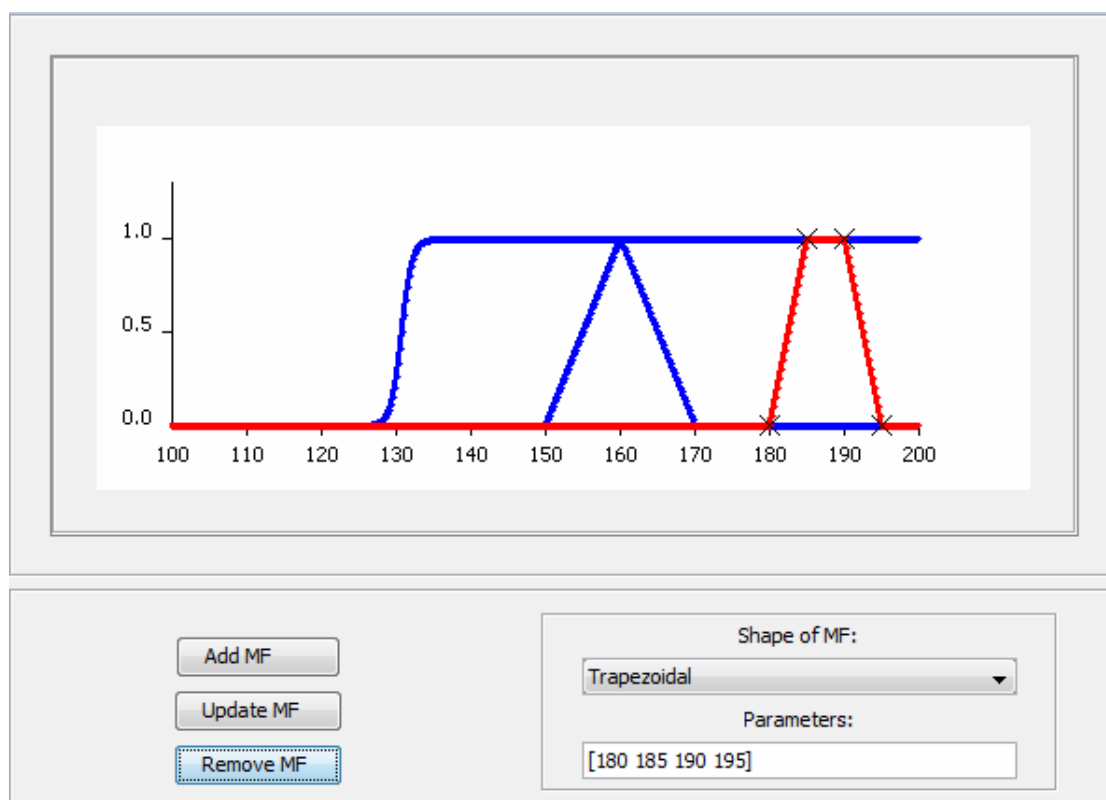 1.0
0.5
0.0
100 110 120 130 140 150 160 170 180 190 200
Add MF
Update MF
Remove MF
Shape of MF:
Trapezoidal
Parameters:
[180 185 190 195]